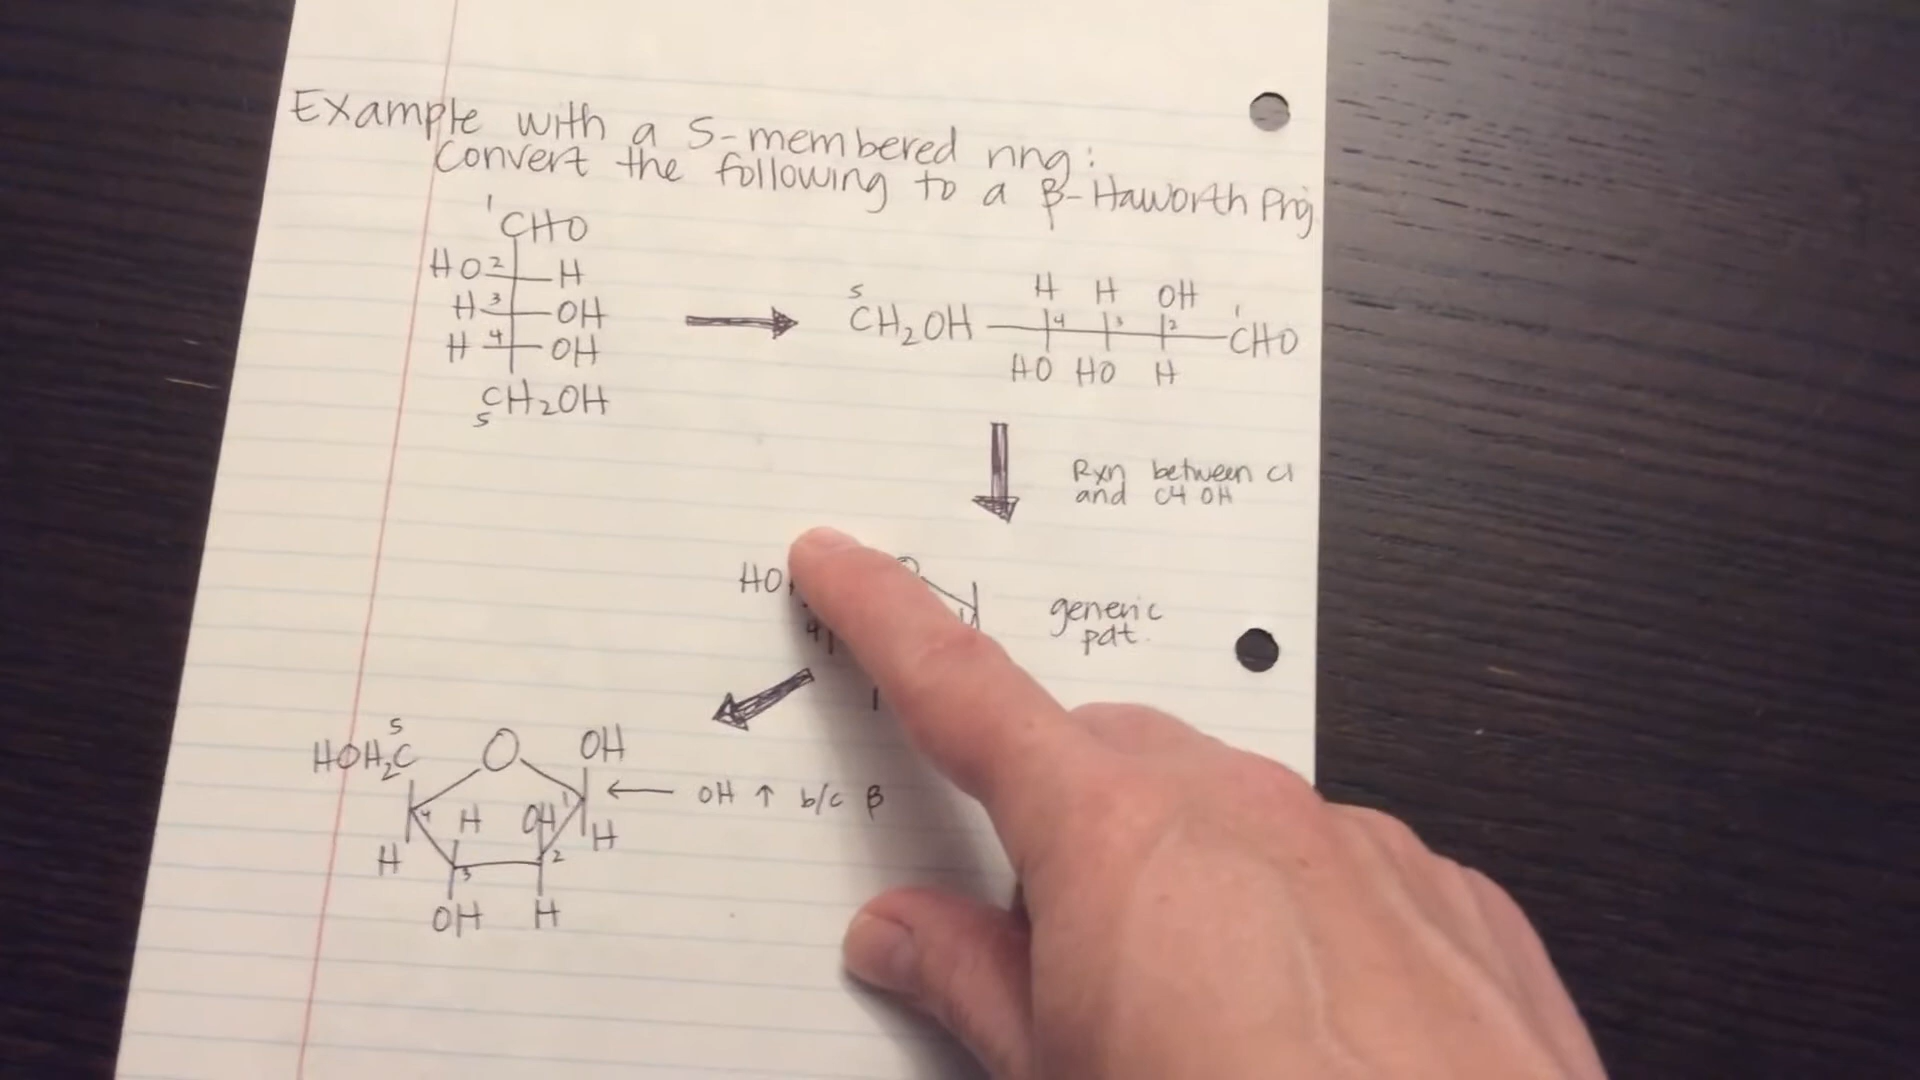 Example with a 5-membered ring:
Convert the following to a β-Haworth Proj
1
CHO
HO 2 H
H 3 OH
H 4 OH
CH2OH
5
H H OH
5 1
CH2OH 4 3 2 CHO
HO HO H
Rxn between C1
and C4 OH
HO
generic
pdt.
4
5
HOH2C O OH
OH ↑ b/c β
4 H OH 1
H 3 2 H
OH H